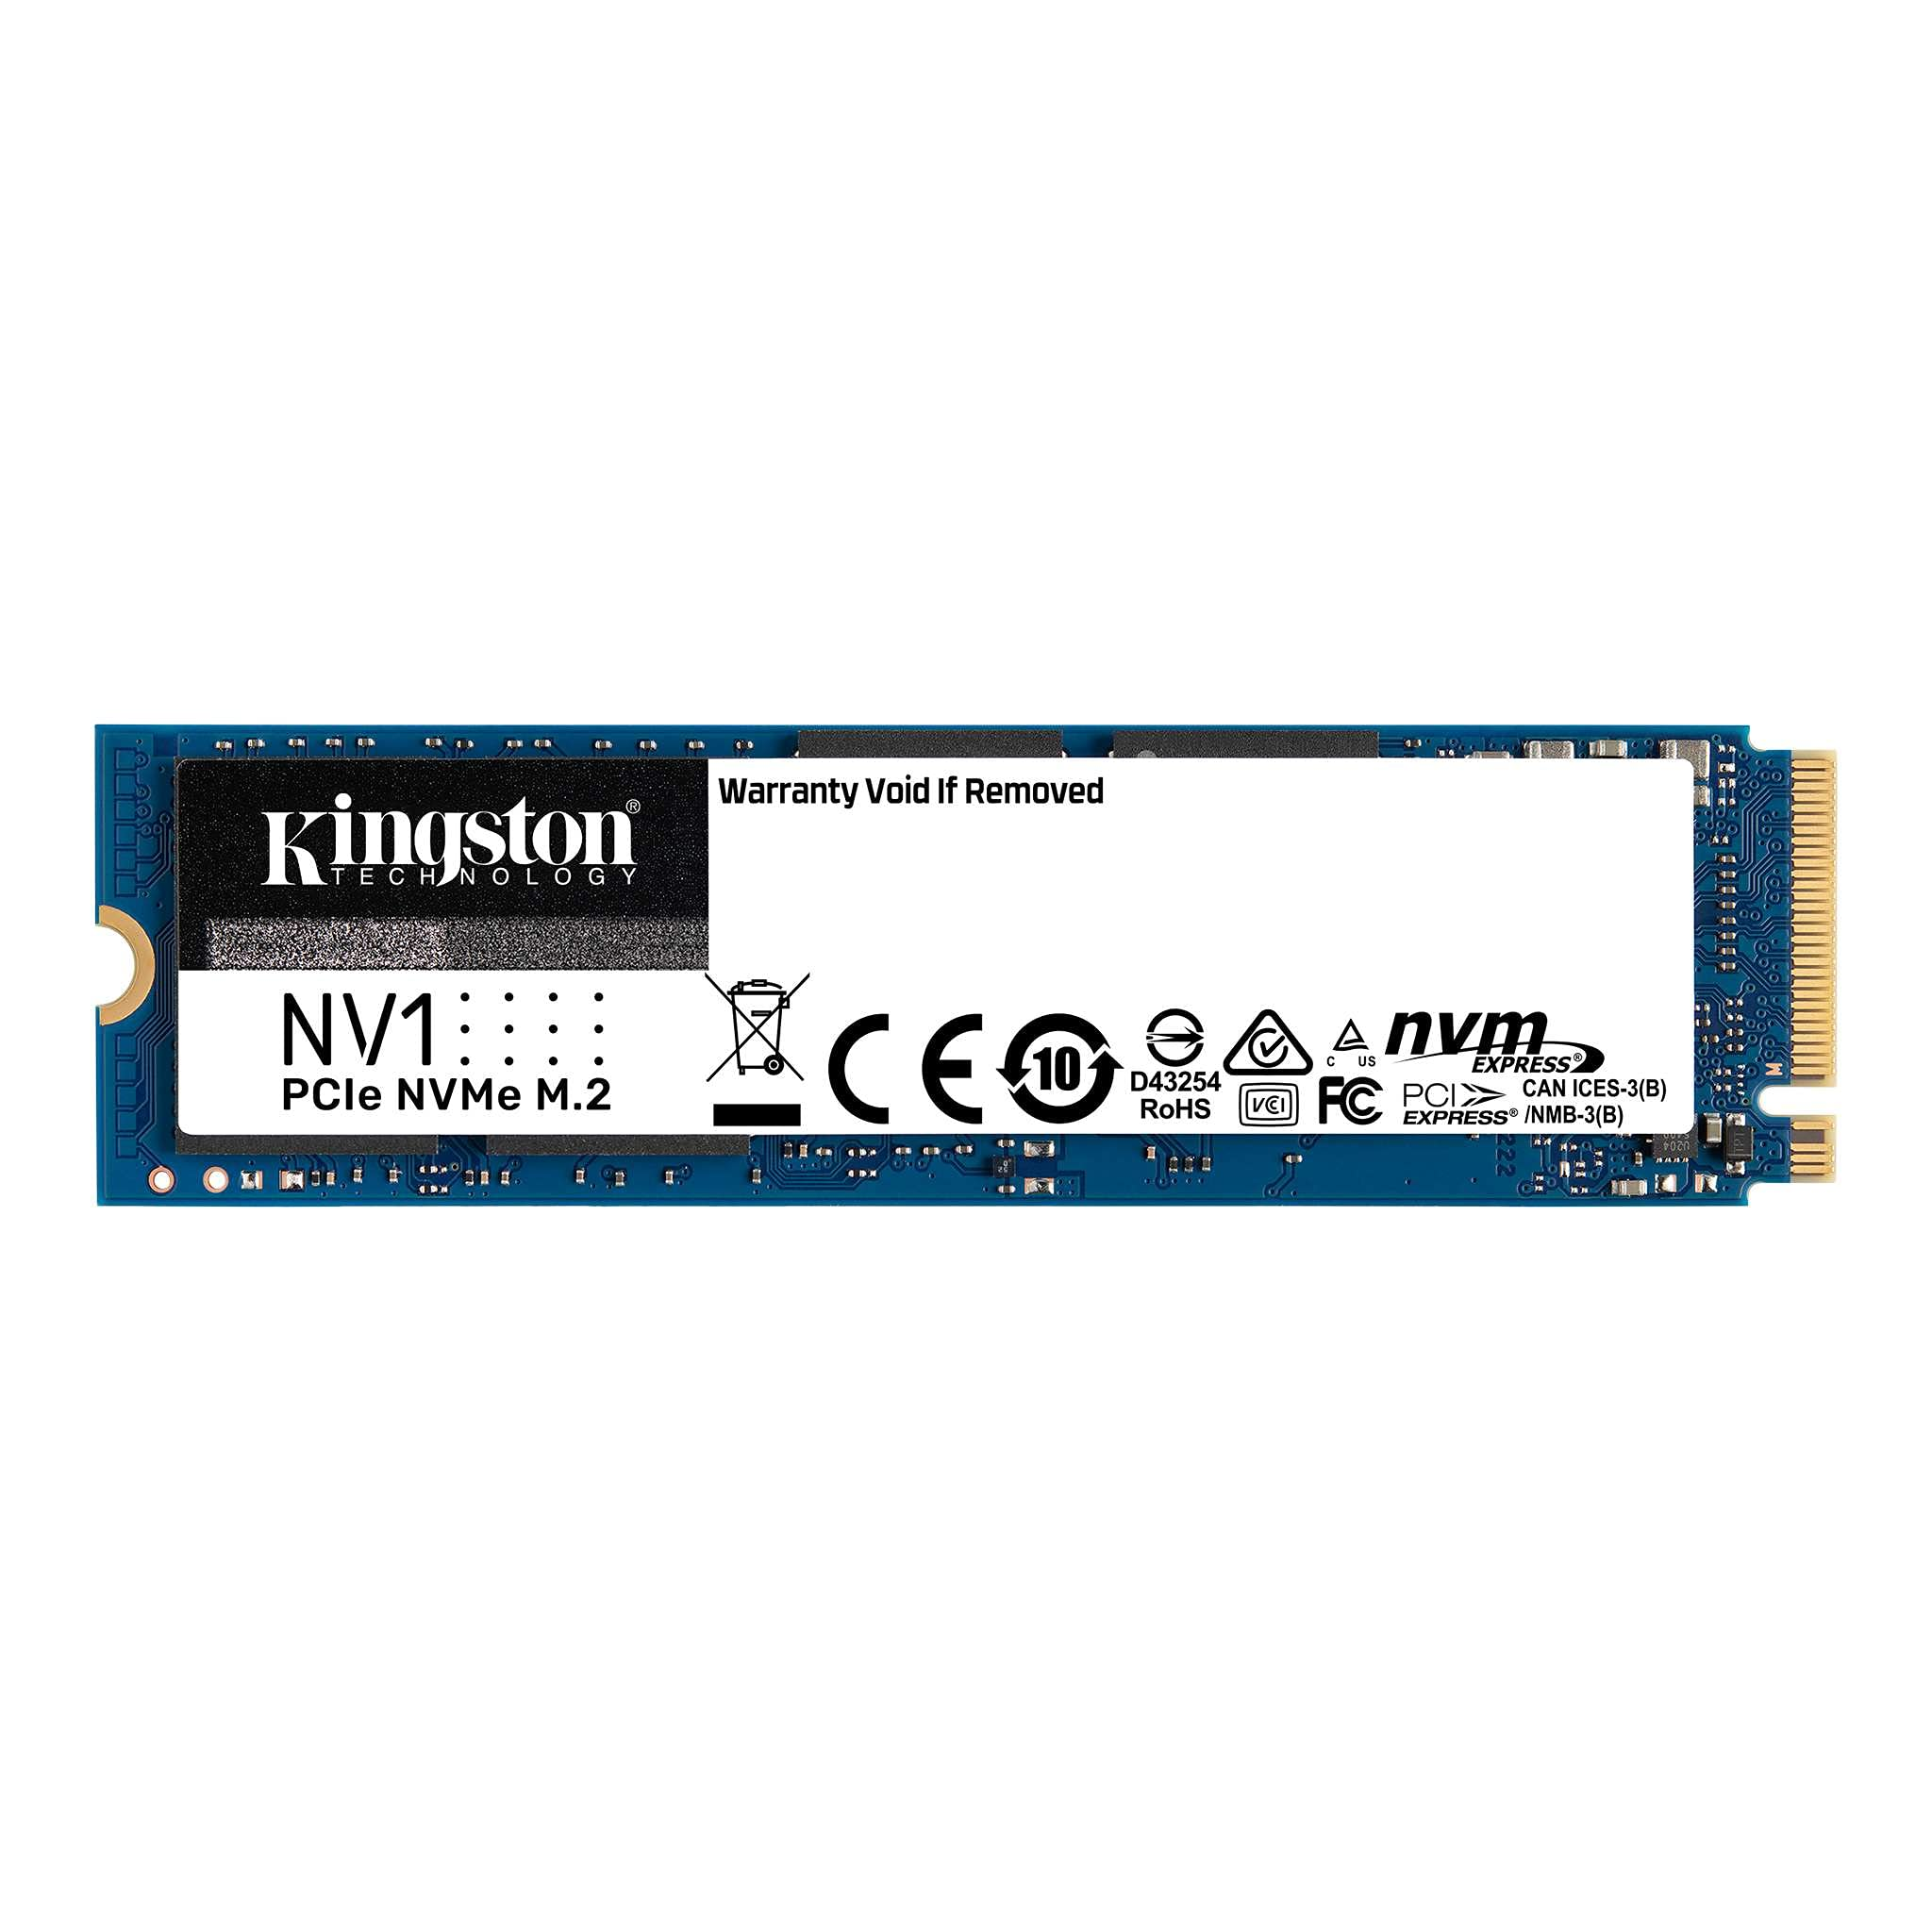 Kingston®
TECHNOLOGY
Warranty Void If Removed
NV1
PCIe NVMe M.2
10
D43254
RoHS
VCI
C US
FC
nvm
EXPRESS®
PCI
EXPRESS®
CAN ICES-3(B)
/NMB-3(B)
CE
M